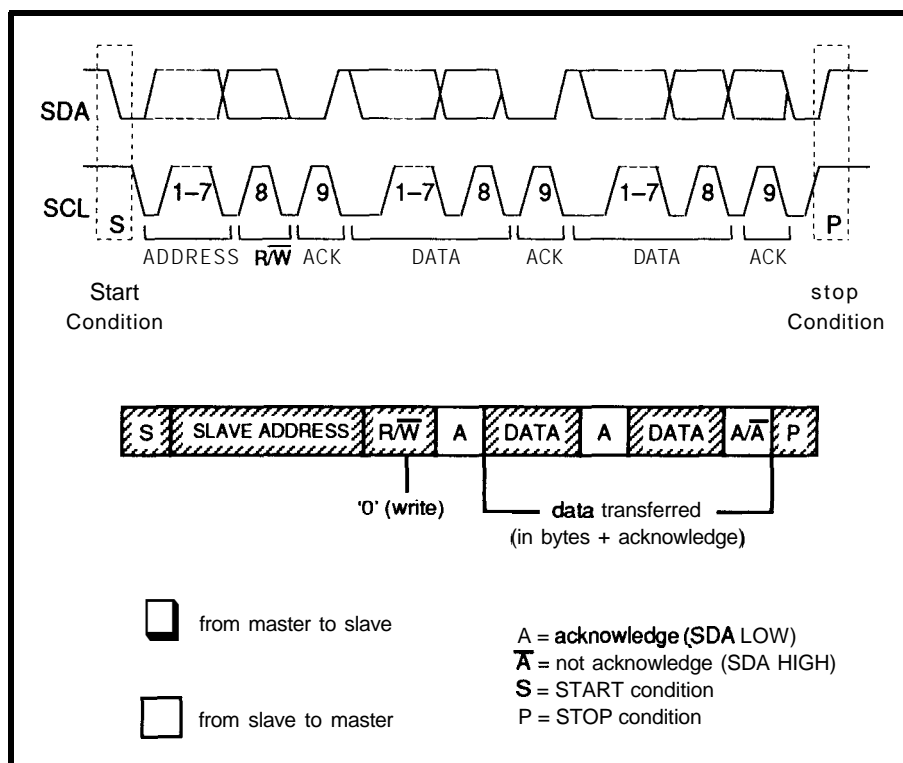 SDA
SCL
1–7 8 9 1–7 8 9 1–7 8 9
S P
ADDRESS R/W̅ ACK DATA ACK DATA ACK
Start
Condition
stop
Condition
S SLAVE ADDRESS R/W̅ A DATA A DATA A/A̅ P
'0' (write)
data transferred
(in bytes + acknowledge)
from master to slave
from slave to master
A = acknowledge (SDA LOW)
A̅ = not acknowledge (SDA HIGH)
S = START condition
P = STOP condition